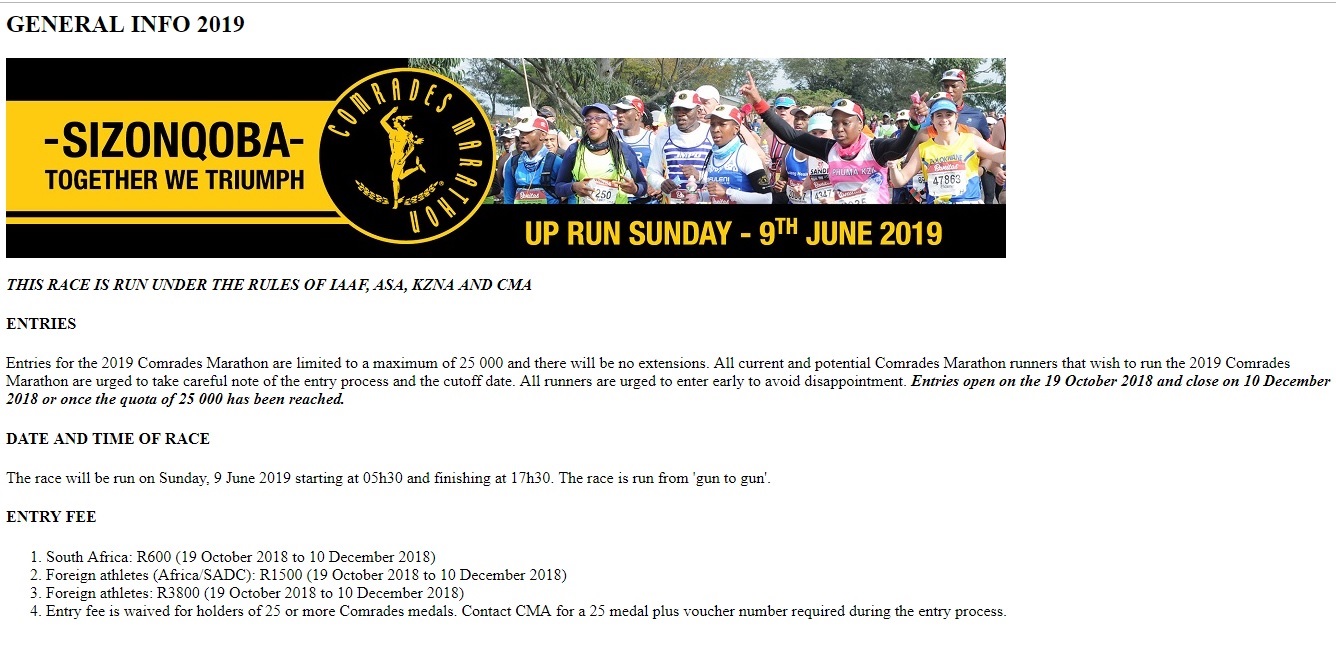 GENERAL INFO 2019
-SIZONQOBA-
TOGETHER WE TRIUMPH
COMRADES MARATHON
250
IMPU
PHUMA KZN
Bonitas
47863
UP RUN SUNDAY - 9TH JUNE 2019
THIS RACE IS RUN UNDER THE RULES OF IAAF, ASA, KZNA AND CMA
ENTRIES
Entries for the 2019 Comrades Marathon are limited to a maximum of 25 000 and there will be no extensions. All current and potential Comrades Marathon runners that wish to run the 2019 Comrades
Marathon are urged to take careful note of the entry process and the cutoff date. All runners are urged to enter early to avoid disappointment. Entries open on the 19 October 2018 and close on 10 December
2018 or once the quota of 25 000 has been reached.
DATE AND TIME OF RACE
The race will be run on Sunday, 9 June 2019 starting at 05h30 and finishing at 17h30. The race is run from 'gun to gun'.
ENTRY FEE
1. South Africa: R600 (19 October 2018 to 10 December 2018)
2. Foreign athletes (Africa/SADC): R1500 (19 October 2018 to 10 December 2018)
3. Foreign athletes: R3800 (19 October 2018 to 10 December 2018)
4. Entry fee is waived for holders of 25 or more Comrades medals. Contact CMA for a 25 medal plus voucher number required during the entry process.